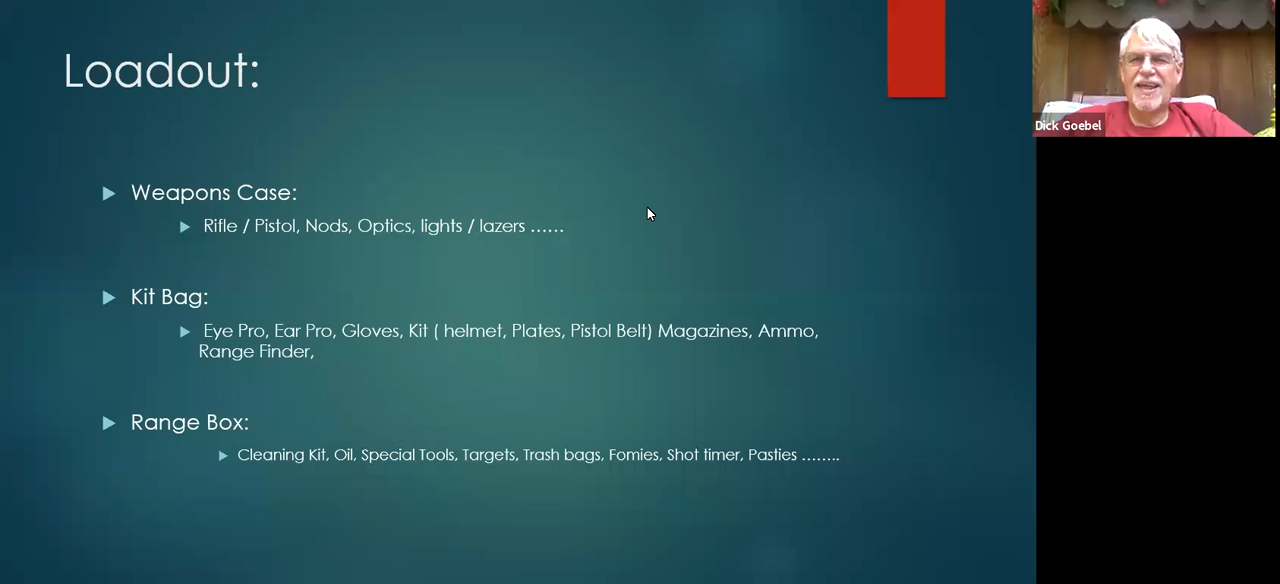 Loadout:
Weapons Case:
Rifle / Pistol, Nods, Optics, lights / lazers ......
Kit Bag:
Eye Pro, Ear Pro, Gloves, Kit ( helmet, Plates, Pistol Belt) Magazines, Ammo,
Range Finder,
Range Box:
Cleaning Kit, Oil, Special Tools, Targets, Trash bags, Fomies, Shot timer, Pasties ........
Dick Goebel